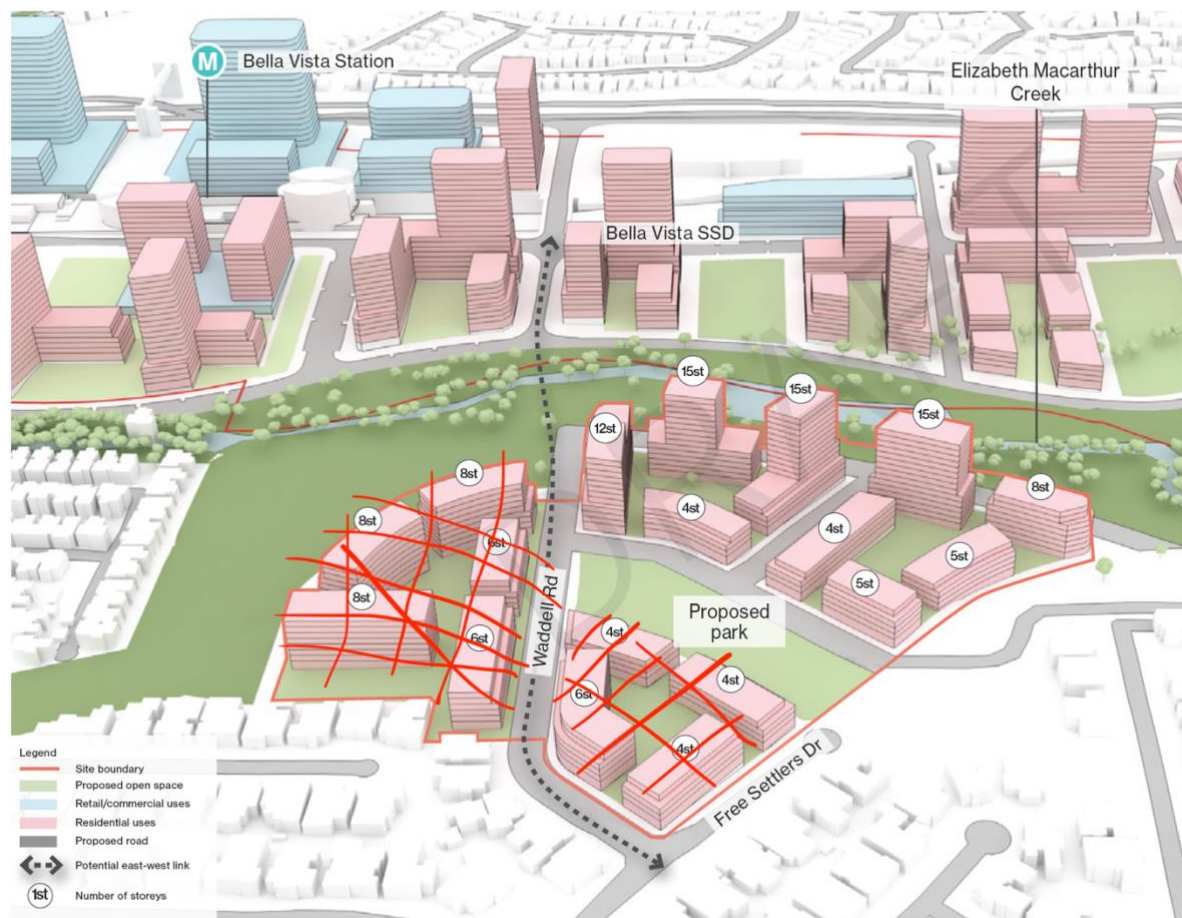 M Bella Vista Station
Elizabeth Macarthur
Creek
Bella Vista SSD
15st
15st
15st
12st
8st
8st
8st
4st
4st
6st
8st
5st
5st
Waddell Rd
Proposed
park
6st
4st
4st
6st
4st
Free Settlers Dr
DRAFT
Legend
Site boundary
Proposed open space
Retail/commercial uses
Residential uses
Proposed road
Potential east-west link
1st Number of storeys